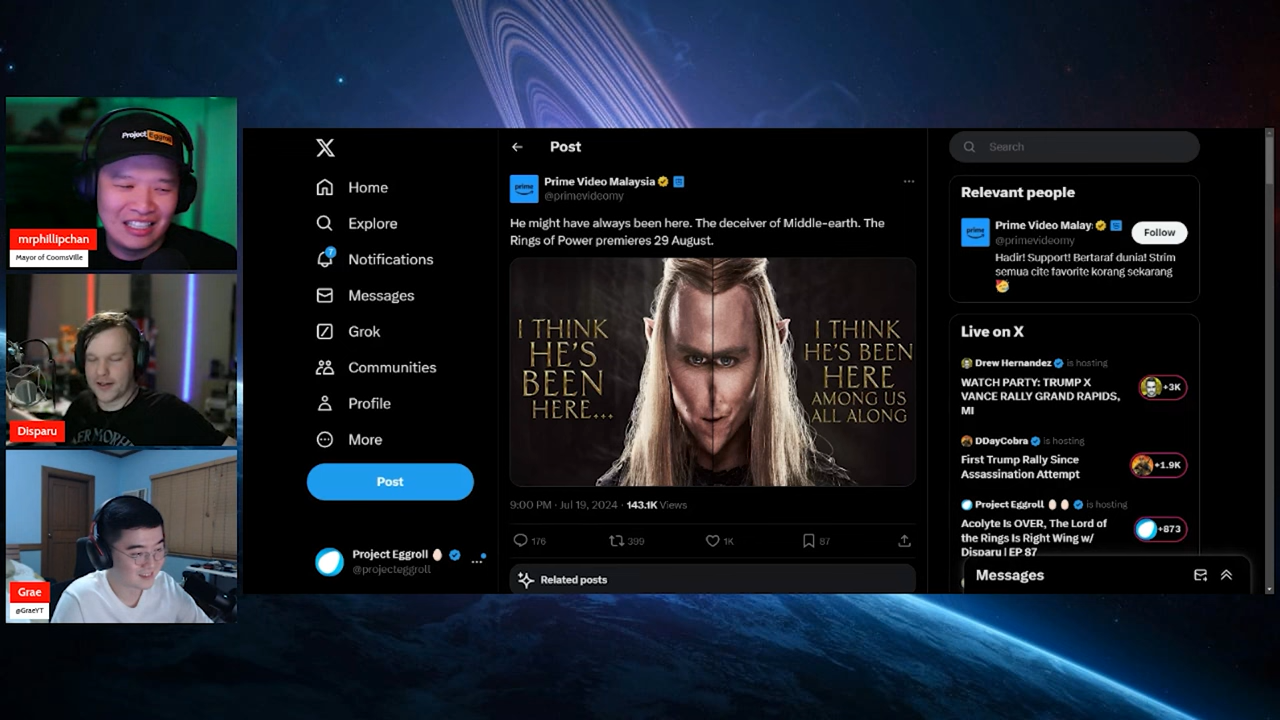 Project Eggroll
mrphillipchan
Mayor of CoomsVille
Disparu
Grae
@GraeYT
X
Home
Explore
7
Notifications
Messages
Grok
Communities
Profile
More
Post
Project Eggroll
@projecteggroll
Post
prime
Prime Video Malaysia
@primevideomy
He might have always been here. The deceiver of Middle-earth. The
Rings of Power premieres 29 August.
I THINK
HE'S
BEEN
HERE...
I THINK
HE'S BEEN
HERE
AMONG US
ALL ALONG
9:00 PM · Jul 19, 2024 · 143.1K Views
176
399
1K
87
Related posts
Search
Relevant people
prime
Prime Video Malay
@primevideomy
Follow
Hadir! Support! Bertaraf dunia! Strim
semua cite favorite korang sekarang
Live on X
Drew Hernandez is hosting
WATCH PARTY: TRUMP X
VANCE RALLY GRAND RAPIDS,
MI
+3K
DDayCobra is hosting
First Trump Rally Since
Assassination Attempt
+1.9K
Project Eggroll is hosting
Acolyte Is OVER, The Lord of
the Rings Is Right Wing w/
Disparu | EP 87
+873
Messages